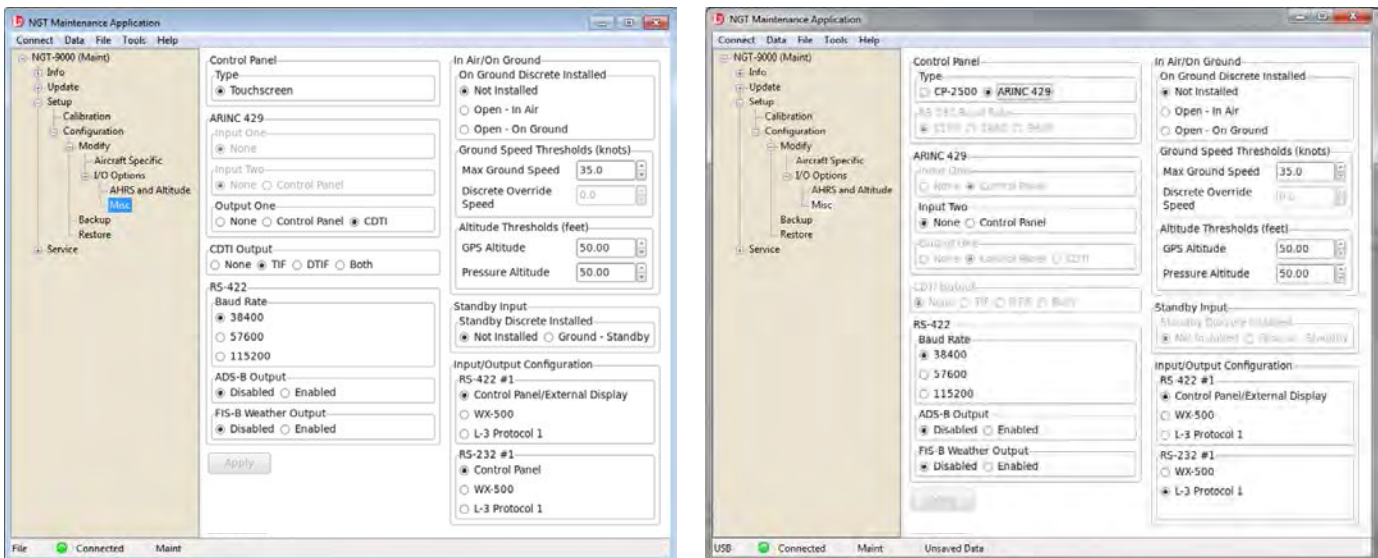 NGT Maintenance Application
Connect Data File Tools Help
NGT-9000 (Maint)
Info
Update
Setup
Calibration
Configuration
Modify
Aircraft Specific
I/O Options
AHRS and Altitude
Misc
Backup
Restore
Service
Control Panel
Type
Touchscreen
ARINC 429
Input One
None
Input Two
None Control Panel
Output One
None Control Panel CDTI
CDTI Output
None TIF DTIF Both
RS-422
Baud Rate
38400
57600
115200
ADS-B Output
Disabled Enabled
FIS-B Weather Output
Disabled Enabled
Apply
In Air/On Ground
On Ground Discrete Installed
Not Installed
Open - In Air
Open - On Ground
Ground Speed Thresholds (knots)
Max Ground Speed 35.0
Discrete Override Speed 0.0
Altitude Thresholds (feet)
GPS Altitude 50.00
Pressure Altitude 50.00
Standby Input
Standby Discrete Installed
Not Installed Ground - Standby
Input/Output Configuration
RS-422 #1
Control Panel/External Display
WX-500
L-3 Protocol 1
RS-232 #1
Control Panel
WX-500
L-3 Protocol 1
File Connected Maint
NGT Maintenance Application
Connect Data File Tools Help
NGT-9000 (Maint)
Info
Update
Setup
Calibration
Configuration
Modify
Aircraft Specific
I/O Options
AHRS and Altitude
Misc
Backup
Restore
Service
Control Panel
Type
CP-2500 ARINC 429
ARINC 429
Input One
None Control Panel
Input Two
None Control Panel
Output One
None Control Panel CDTI
CDTI Output
None TIF DTIF Both
RS-422
Baud Rate
38400
57600
115200
ADS-B Output
Disabled Enabled
FIS-B Weather Output
Disabled Enabled
In Air/On Ground
On Ground Discrete Installed
Not Installed
Open - In Air
Open - On Ground
Ground Speed Thresholds (knots)
Max Ground Speed 35.0
Discrete Override Speed 0.0
Altitude Thresholds (feet)
GPS Altitude 50.00
Pressure Altitude 50.00
Standby Input
Standby Discrete Installed
Not Installed Ground - Standby
Input/Output Configuration
RS-422 #1
Control Panel/External Display
WX-500
L-3 Protocol 1
RS-232 #1
WX-500
L-3 Protocol 1
USB Connected Maint Unsaved Data